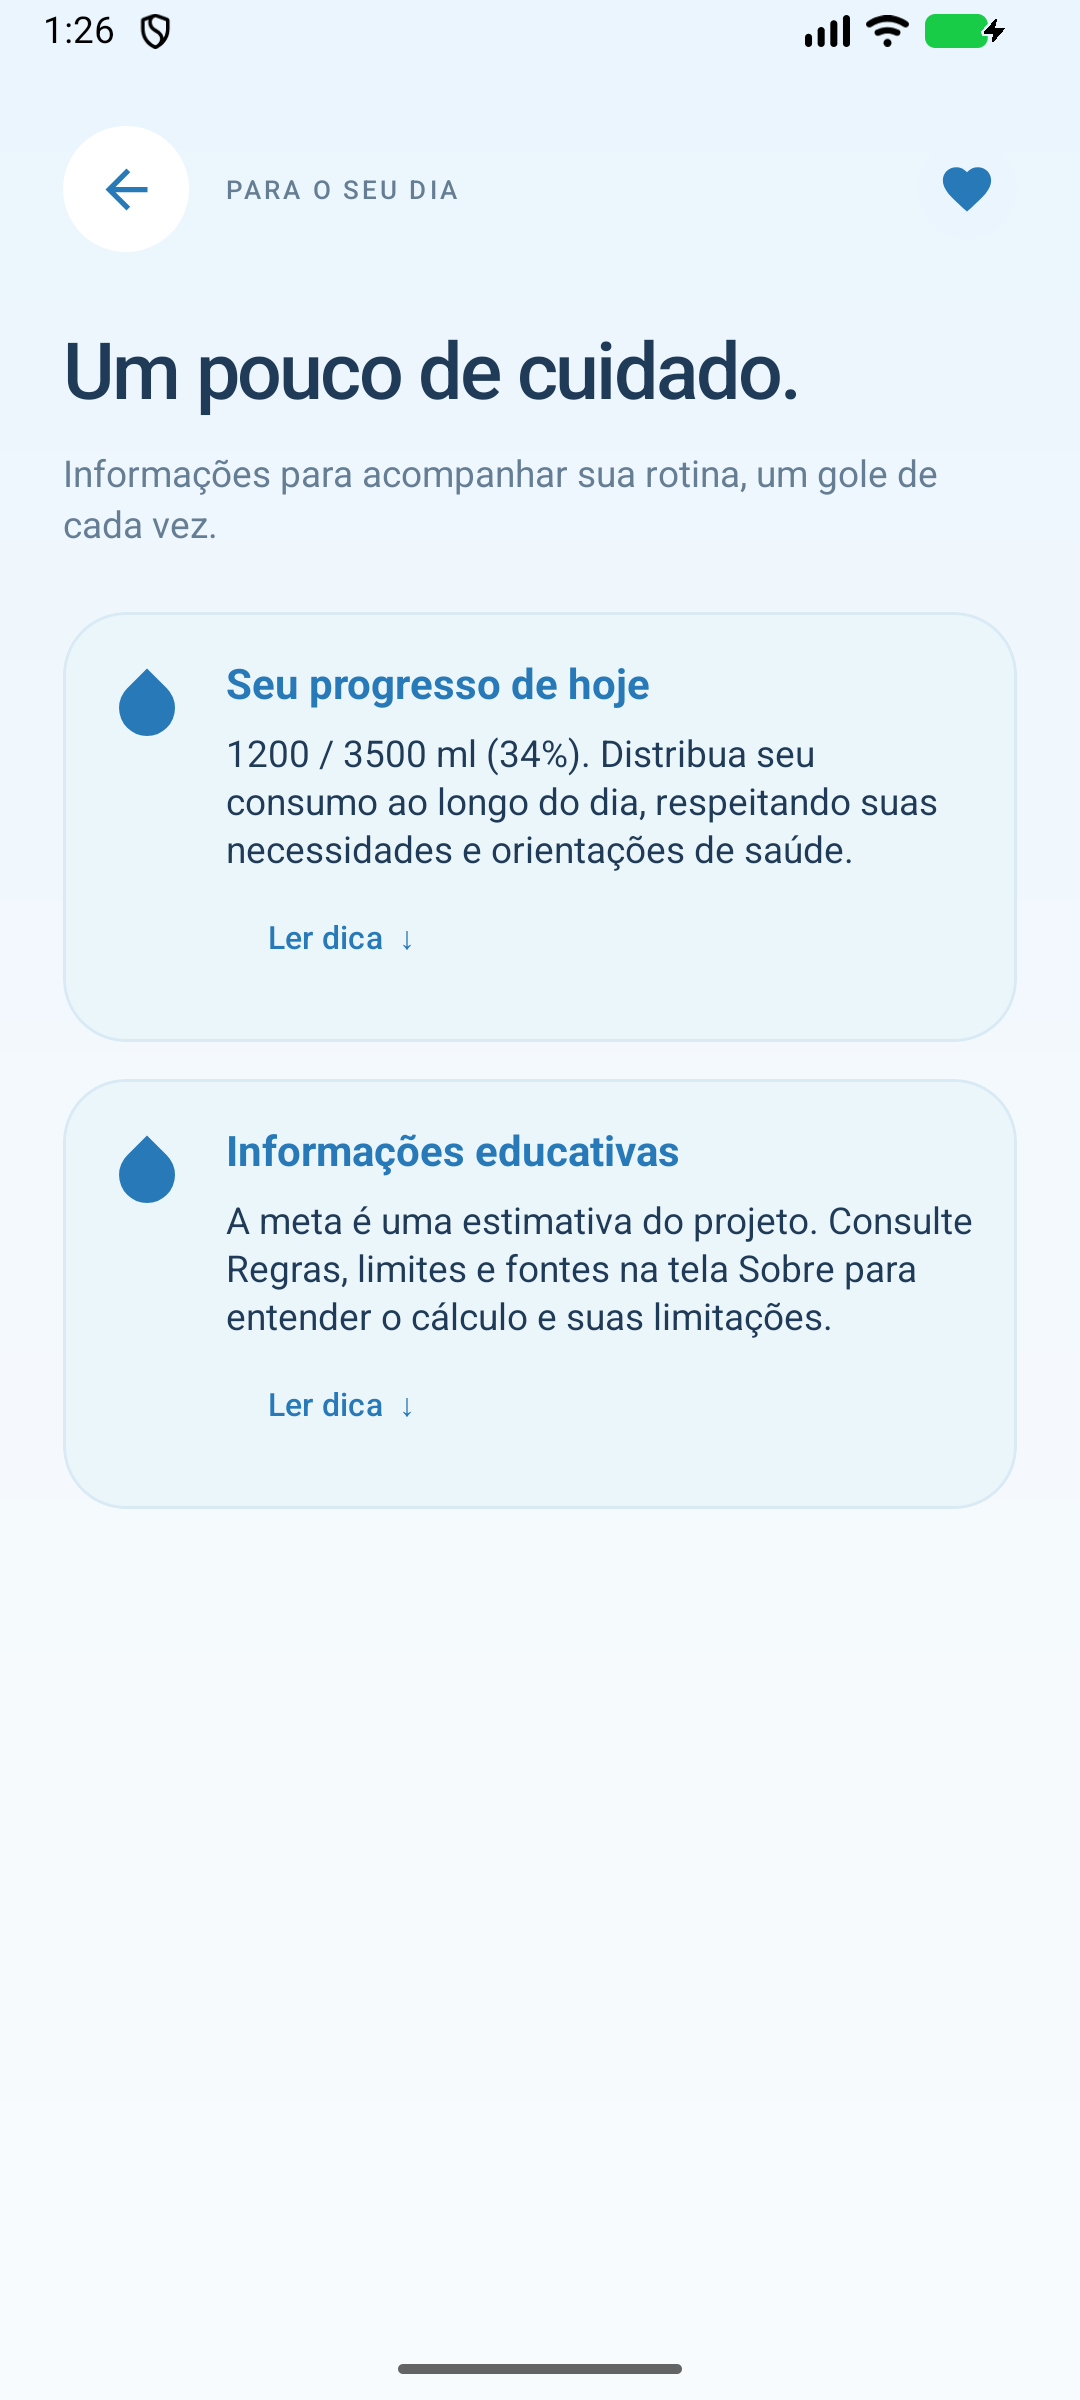 1:26
PARA O SEU DIA
Um pouco de cuidado.
Informações para acompanhar sua rotina, um gole de
cada vez.
Seu progresso de hoje
1200 / 3500 ml (34%). Distribua seu
consumo ao longo do dia, respeitando suas
necessidades e orientações de saúde.
Ler dica ↓
Informações educativas
A meta é uma estimativa do projeto. Consulte
Regras, limites e fontes na tela Sobre para
entender o cálculo e suas limitações.
Ler dica ↓